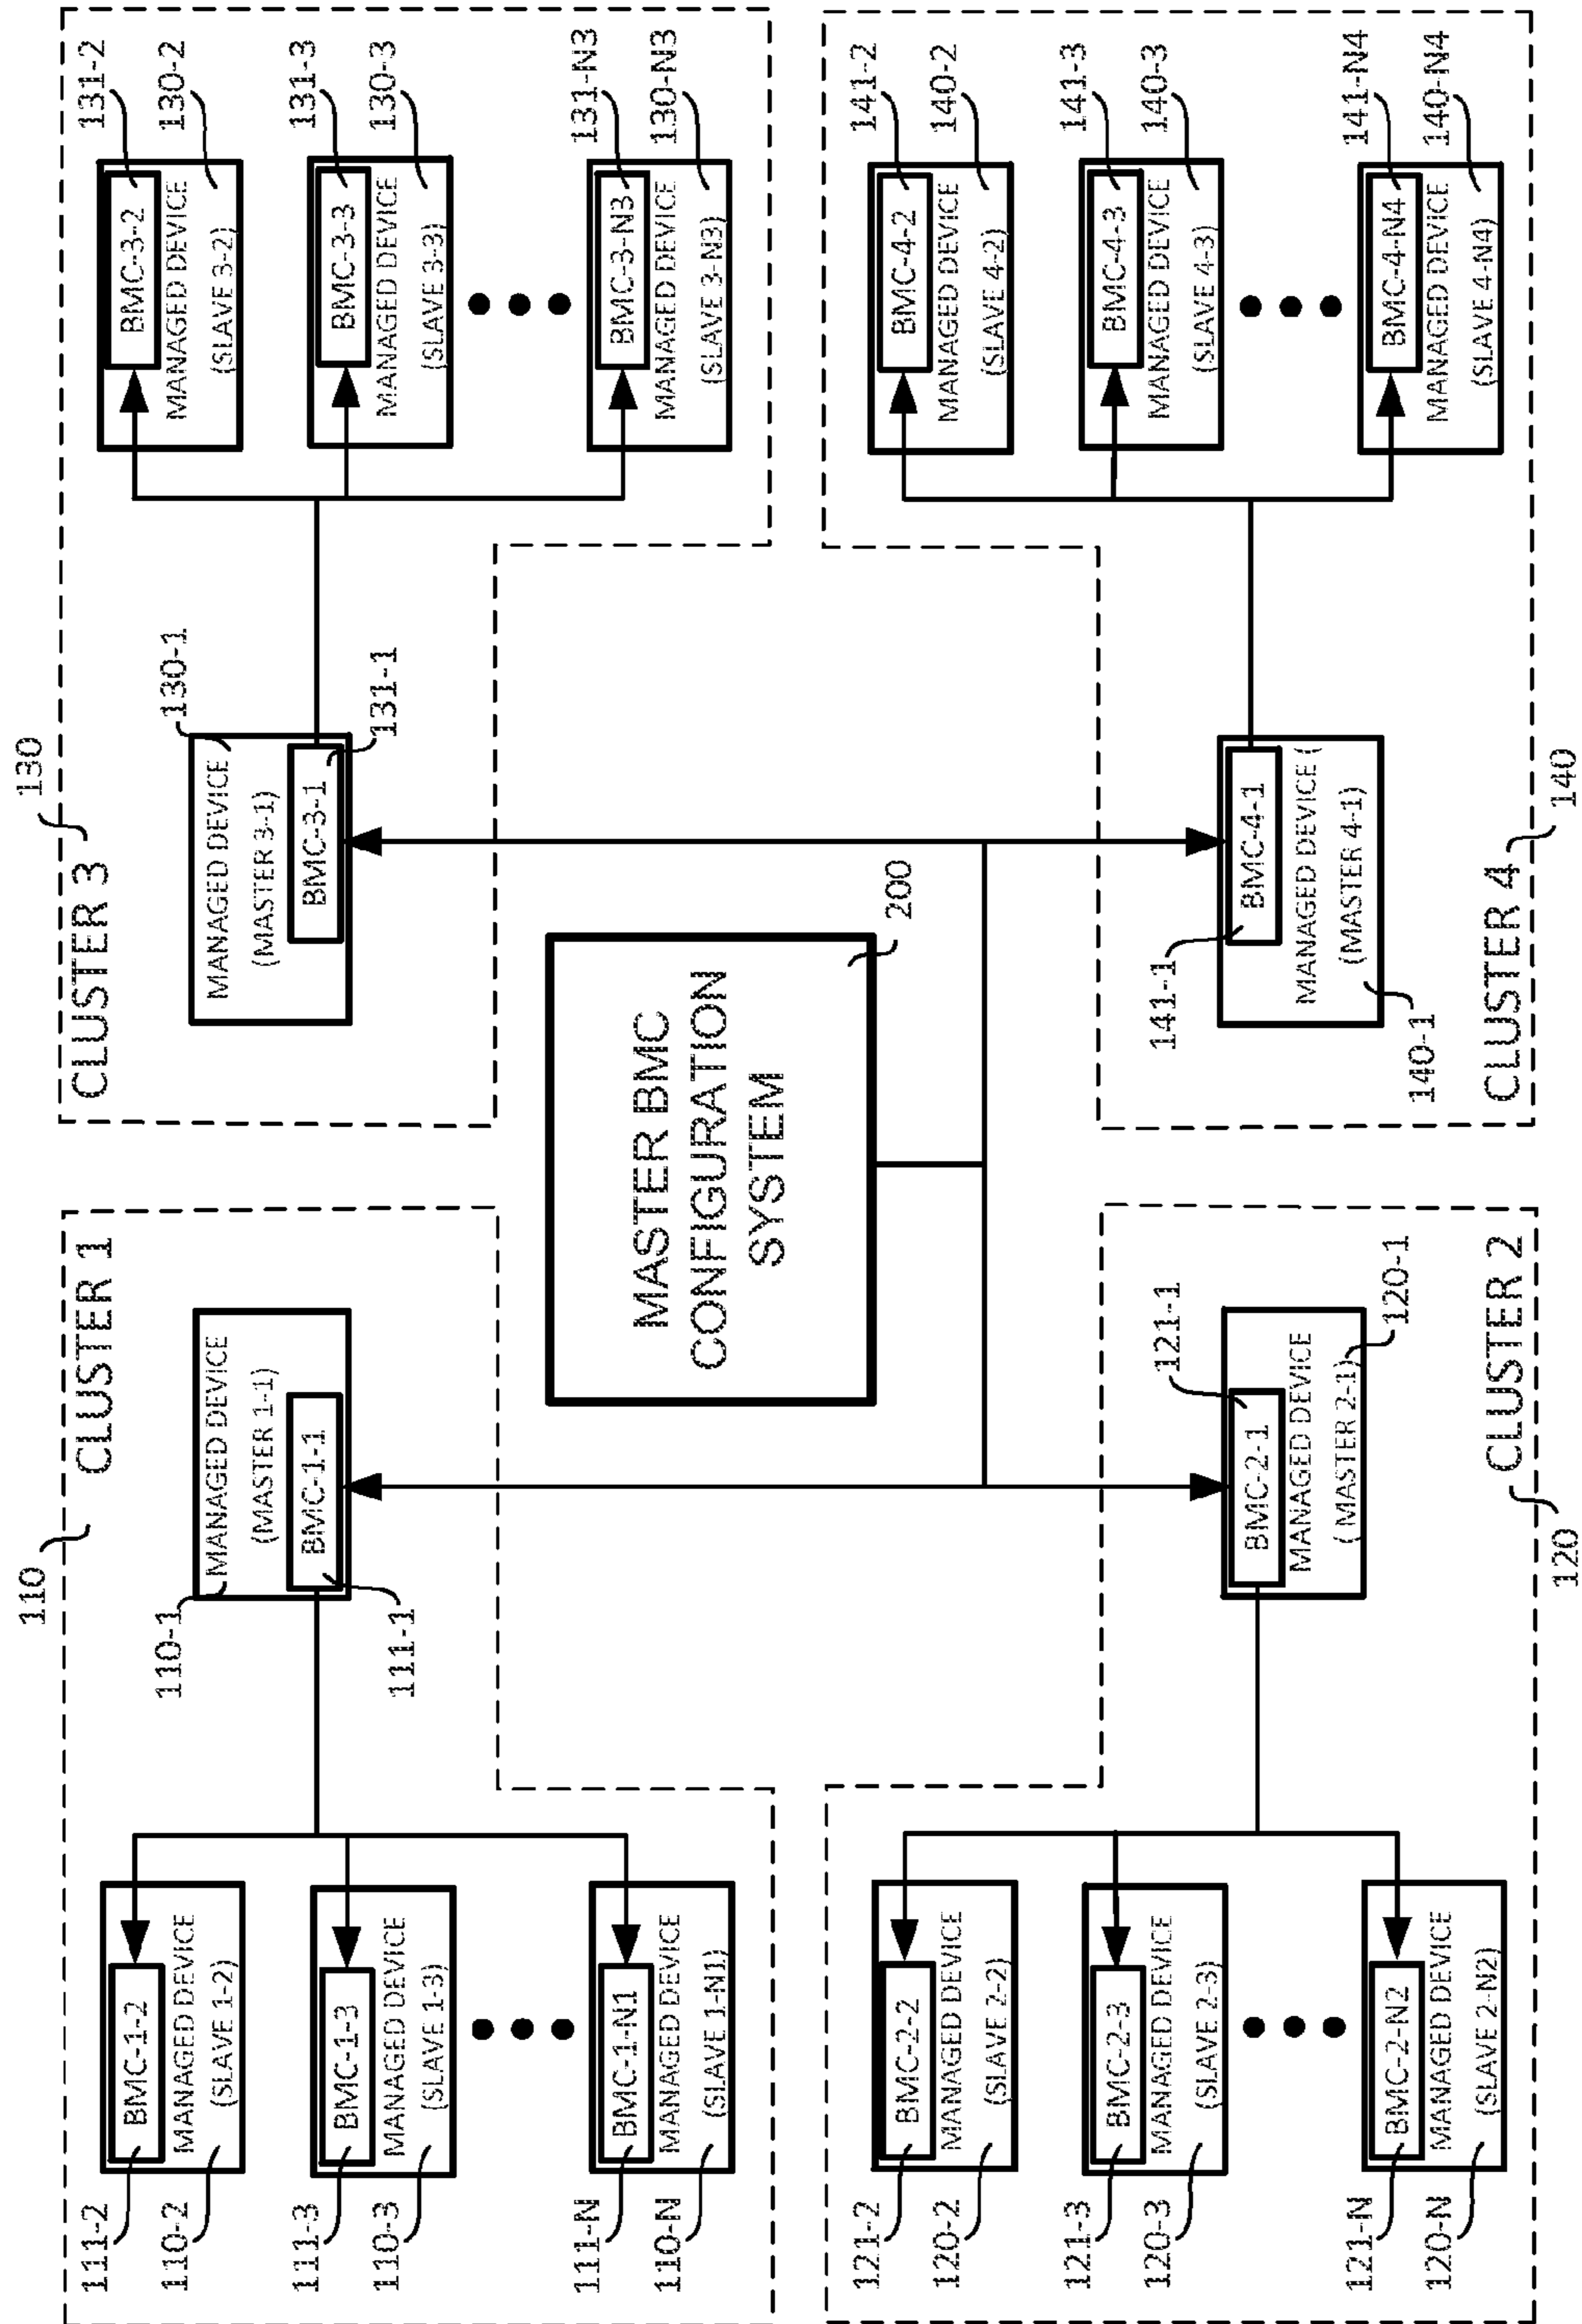 110
CLUSTER 1
111-2
BMC-1-2
110-2
MANAGED DEVICE
(SLAVE 1-2)
111-3
BMC-1-3
110-3
MANAGED DEVICE
(SLAVE 1-3)
111-N
BMC-1-N1
110-N
MANAGED DEVICE
(SLAVE 1-N1)
110-1
MANAGED DEVICE
(MASTER 1-1)
BMC-1-1
111-1
130
CLUSTER 3
130-1
MANAGED DEVICE
(MASTER 3-1)
BMC-3-1
131-1
BMC-3-2
131-2
MANAGED DEVICE
130-2
(SLAVE 3-2)
BMC-3-3
131-3
MANAGED DEVICE
130-3
(SLAVE 3-3)
BMC-3-N3
131-N3
MANAGED DEVICE
130-N3
(SLAVE 3-N3)
MASTER BMC
CONFIGURATION
SYSTEM
200
121-2
BMC-2-2
120-2
MANAGED DEVICE
(SLAVE 2-2)
121-3
BMC-2-3
120-3
MANAGED DEVICE
(SLAVE 2-3)
121-N
BMC-2-N2
120-N
MANAGED DEVICE
(SLAVE 2-N2)
121-1
BMC-2-1
MANAGED DEVICE
( MASTER 2-1)
120-1
CLUSTER 2
120
141-1
BMC-4-1
MANAGED DEVICE (
(MASTER 4-1)
140-1
BMC-4-2
141-2
MANAGED DEVICE
140-2
(SLAVE 4-2)
BMC-4-3
141-3
MANAGED DEVICE
140-3
(SLAVE 4-3)
BMC-4-N4
141-N4
MANAGED DEVICE
140-N4
(SLAVE 4-N4)
CLUSTER 4
140